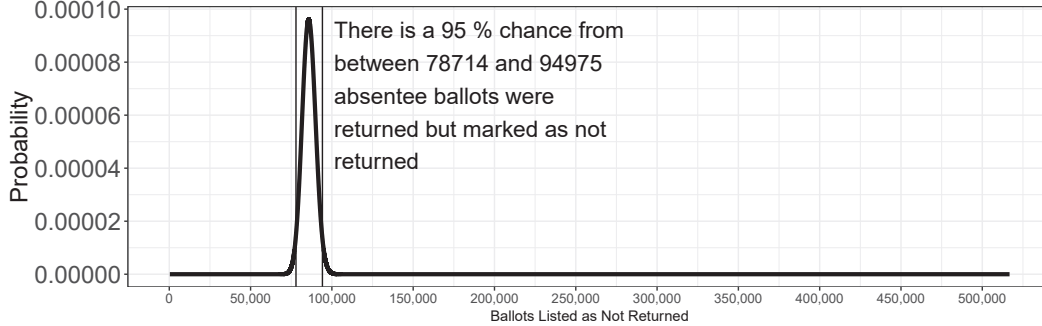 There is a 95 % chance from
between 78714 and 94975
absentee ballots were
returned but marked as not
returned
Probability
0.00010
0.00008
0.00006
0.00004
0.00002
0.00000
0 50,000 100,000 150,000 200,000 250,000 300,000 350,000 400,000 450,000 500,000
Ballots Listed as Not Returned